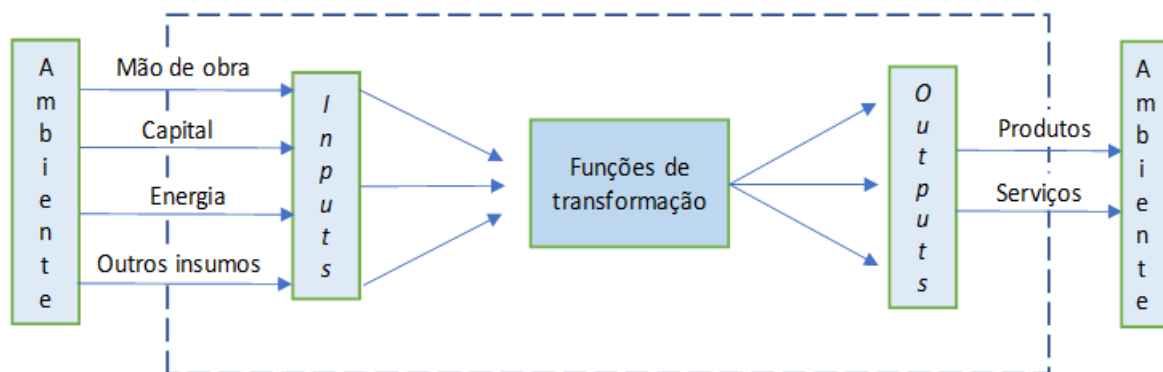 Ambiente
Mão de obra
Capital
Energia
Outros insumos
Inputs
Funções de
transformação
Outputs
Produtos
Serviços
Ambiente